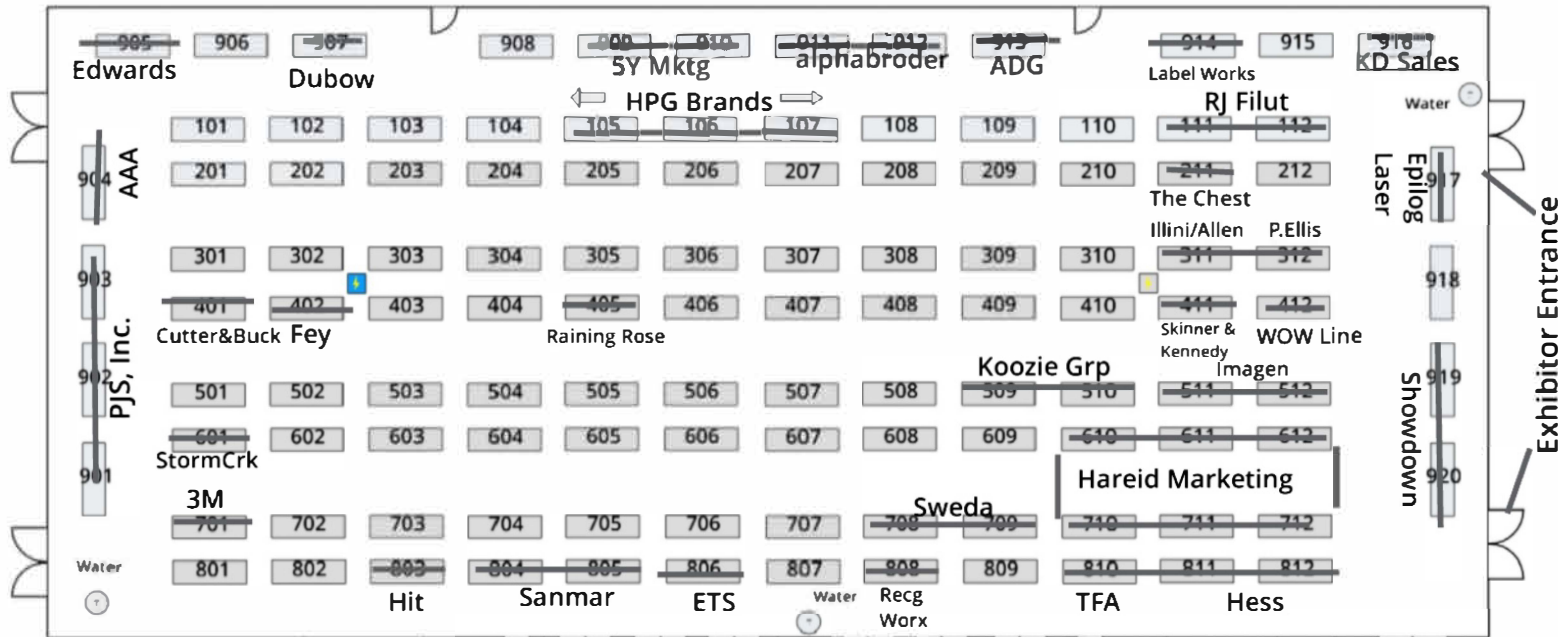 905 906 907 908 909 910 911 912 913 914 915 916
Edwards Dubow 5Y Mktg alphabroder ADG Label Works KD Sales
HPG Brands RJ Filut Water
101 102 103 104 105 106 107 108 109 110 111 112
201 202 203 204 205 206 207 208 209 210 211 212
904 AAA Epilog Laser 917
The Chest
Illini/Allen P.Ellis
301 302 303 304 305 306 307 308 309 310 311 312
903 918
401 402 403 404 405 406 407 408 409 410 411 412
Cutter&Buck Fey Raining Rose Skinner & Kennedy WOW Line
Koozie Grp Imagen
902 PJS, Inc. 919 Showdown Exhibitor Entrance
501 502 503 504 505 506 507 508 509 510 511 512
601 602 603 604 605 606 607 608 609 610 611 612
StormCrk
901 920
3M Sweda Hareid Marketing
701 702 703 704 705 706 707 708 709 710 711 712
Water
801 802 803 804 805 806 807 808 809 810 811 812
Hit Sanmar ETS Water Recg Worx TFA Hess